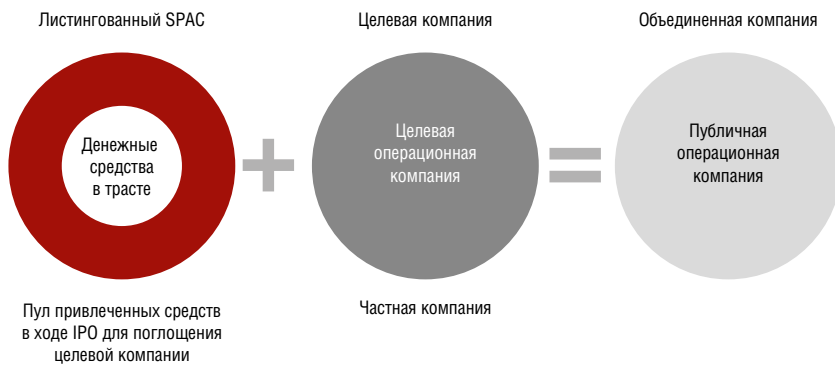 Листингованный SPAC
Целевая компания
Объединенная компания
Денежные
средства
в трасте
Целевая
операционная
компания
Публичная
операционная
компания
Пул привлеченных средств
в ходе IPO для поглощения
целевой компании
Частная компания